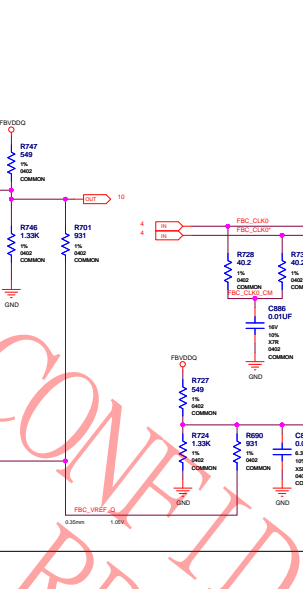 FBVDDQ
R747
549
1%
0402
COMMON
OUT
10
R746
1.33K
1%
0402
COMMON
R701
931
1%
0402
COMMON
GND
4
IN
4
IN
FBC_CLK0
FBC_CLK0*
R728
40.2
1%
0402
COMMON
FBC_CLK0_CM
C886
0.01UF
16V
10%
X7R
0402
COMMON
GND
FBVDDQ
R727
549
1%
0402
COMMON
R724
1.33K
1%
0402
COMMON
R690
931
1%
0402
COMMON
GND
GND
FBC_VREF_Q
0.35mm
1.05V
CONFID